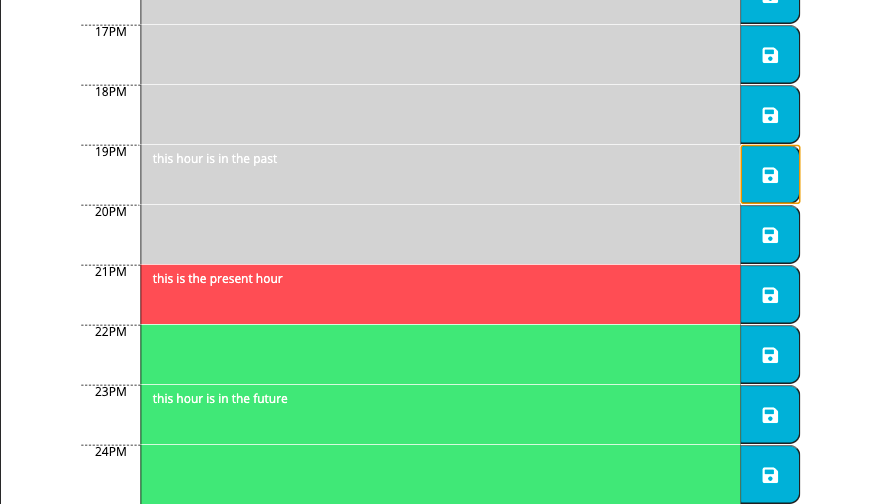 17PM
18PM
19PM
this hour is in the past
20PM
21PM
this is the present hour
22PM
23PM
this hour is in the future
24PM